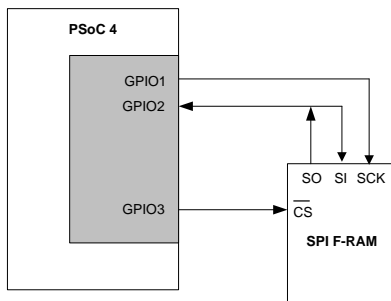 PSoC 4
GPIO1
GPIO2
SO SI SCK
GPIO3
CS
SPI F-RAM